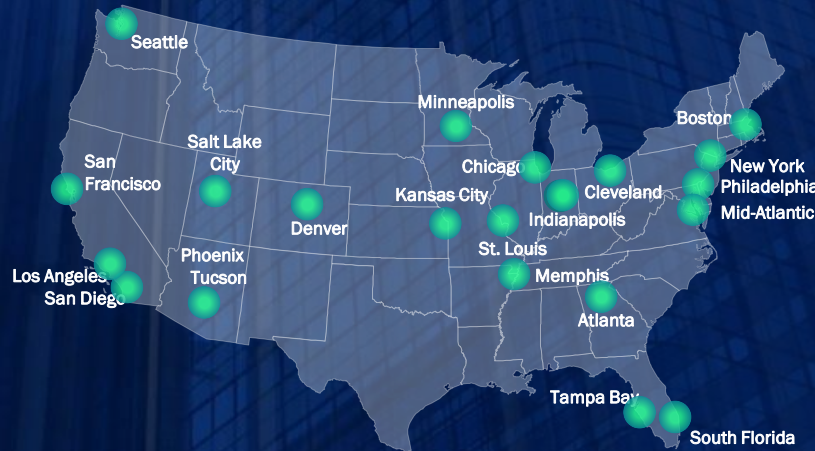 Seattle
Minneapolis
Boston
Salt Lake
City
San
Francisco
Chicago
New York
Philadelphia
Kansas City
Cleveland
Mid-Atlantic
Denver
Indianapolis
St. Louis
Phoenix
Tucson
Los Angeles
San Diego
Memphis
Atlanta
Tampa Bay
South Florida